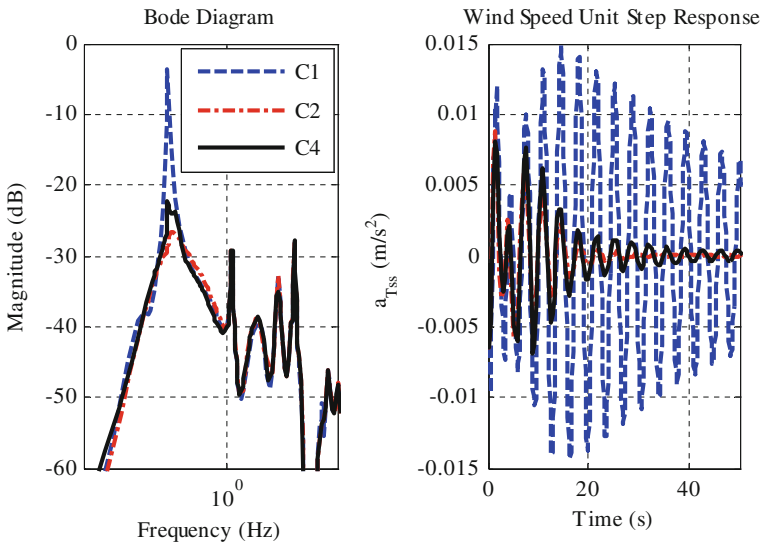 Bode Diagram
0
-10
-20
-30
-40
-50
-60
Magnitude (dB)
C1
C2
C4
10^0
Frequency (Hz)
Wind Speed Unit Step Response
0.015
0.01
0.005
0
-0.005
-0.01
-0.015
a_Tss (m/s²)
0
20
40
Time (s)